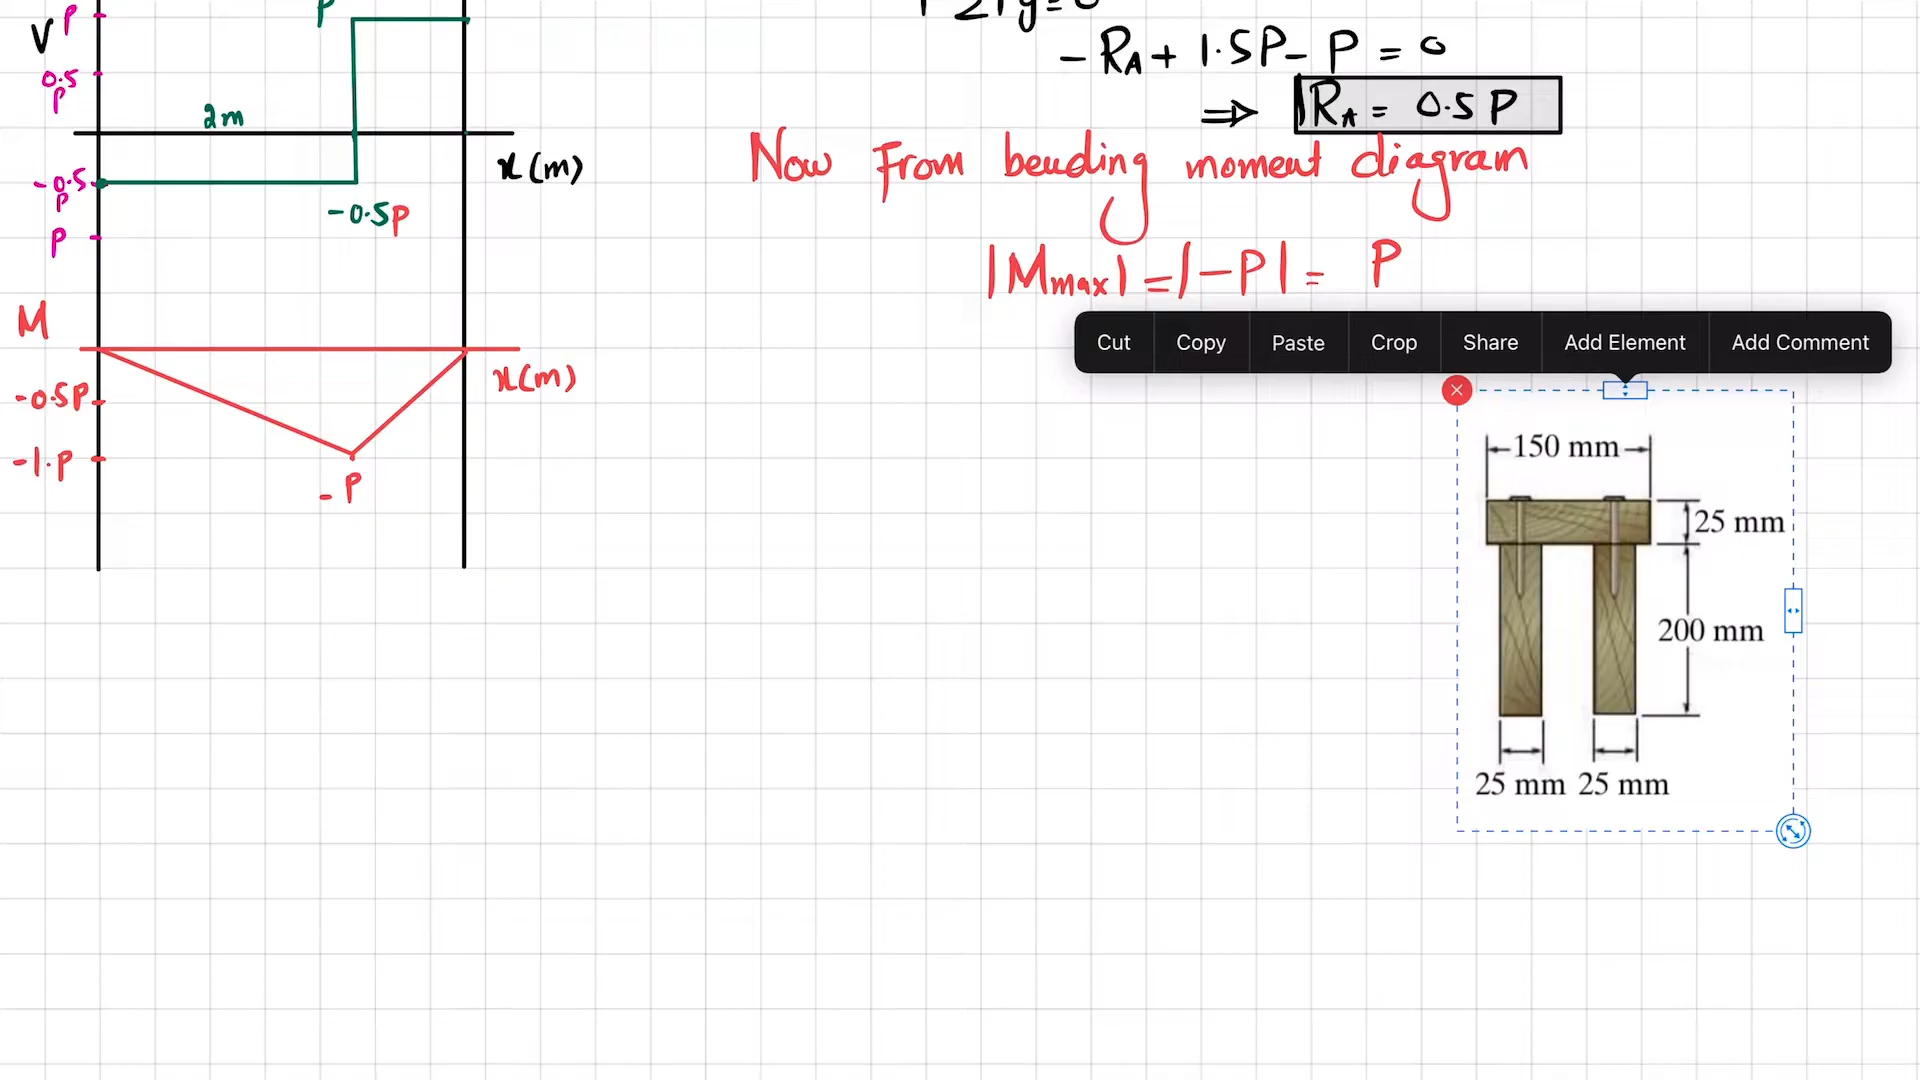 P
P
V
0.5
P
2m
x(m)
-0.5
P
-0.5P
P
M
x(m)
-0.5P
-1.P
-P
-RA + 1.5P - P = 0
⇒ RA = 0.5 P
Now From bending moment diagram
|Mmax| = |-P| = P
Cut Copy Paste Crop Share Add Element Add Comment
150 mm
25 mm
200 mm
25 mm 25 mm